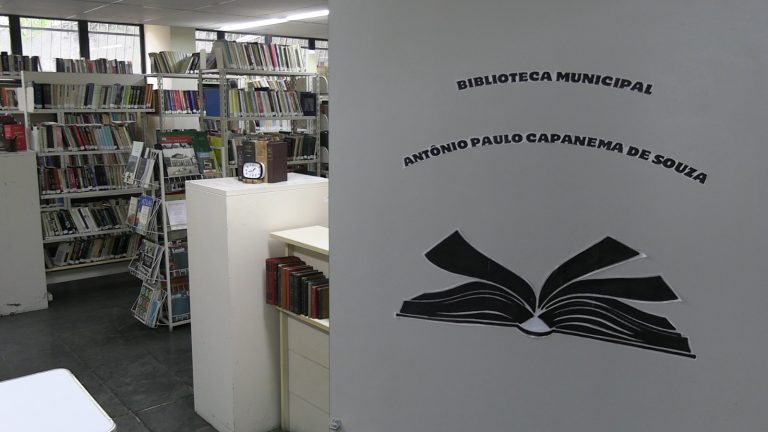 BIBLIOTECA MUNICIPAL
ANTÔNIO PAULO CAPANEMA DE SOUZA